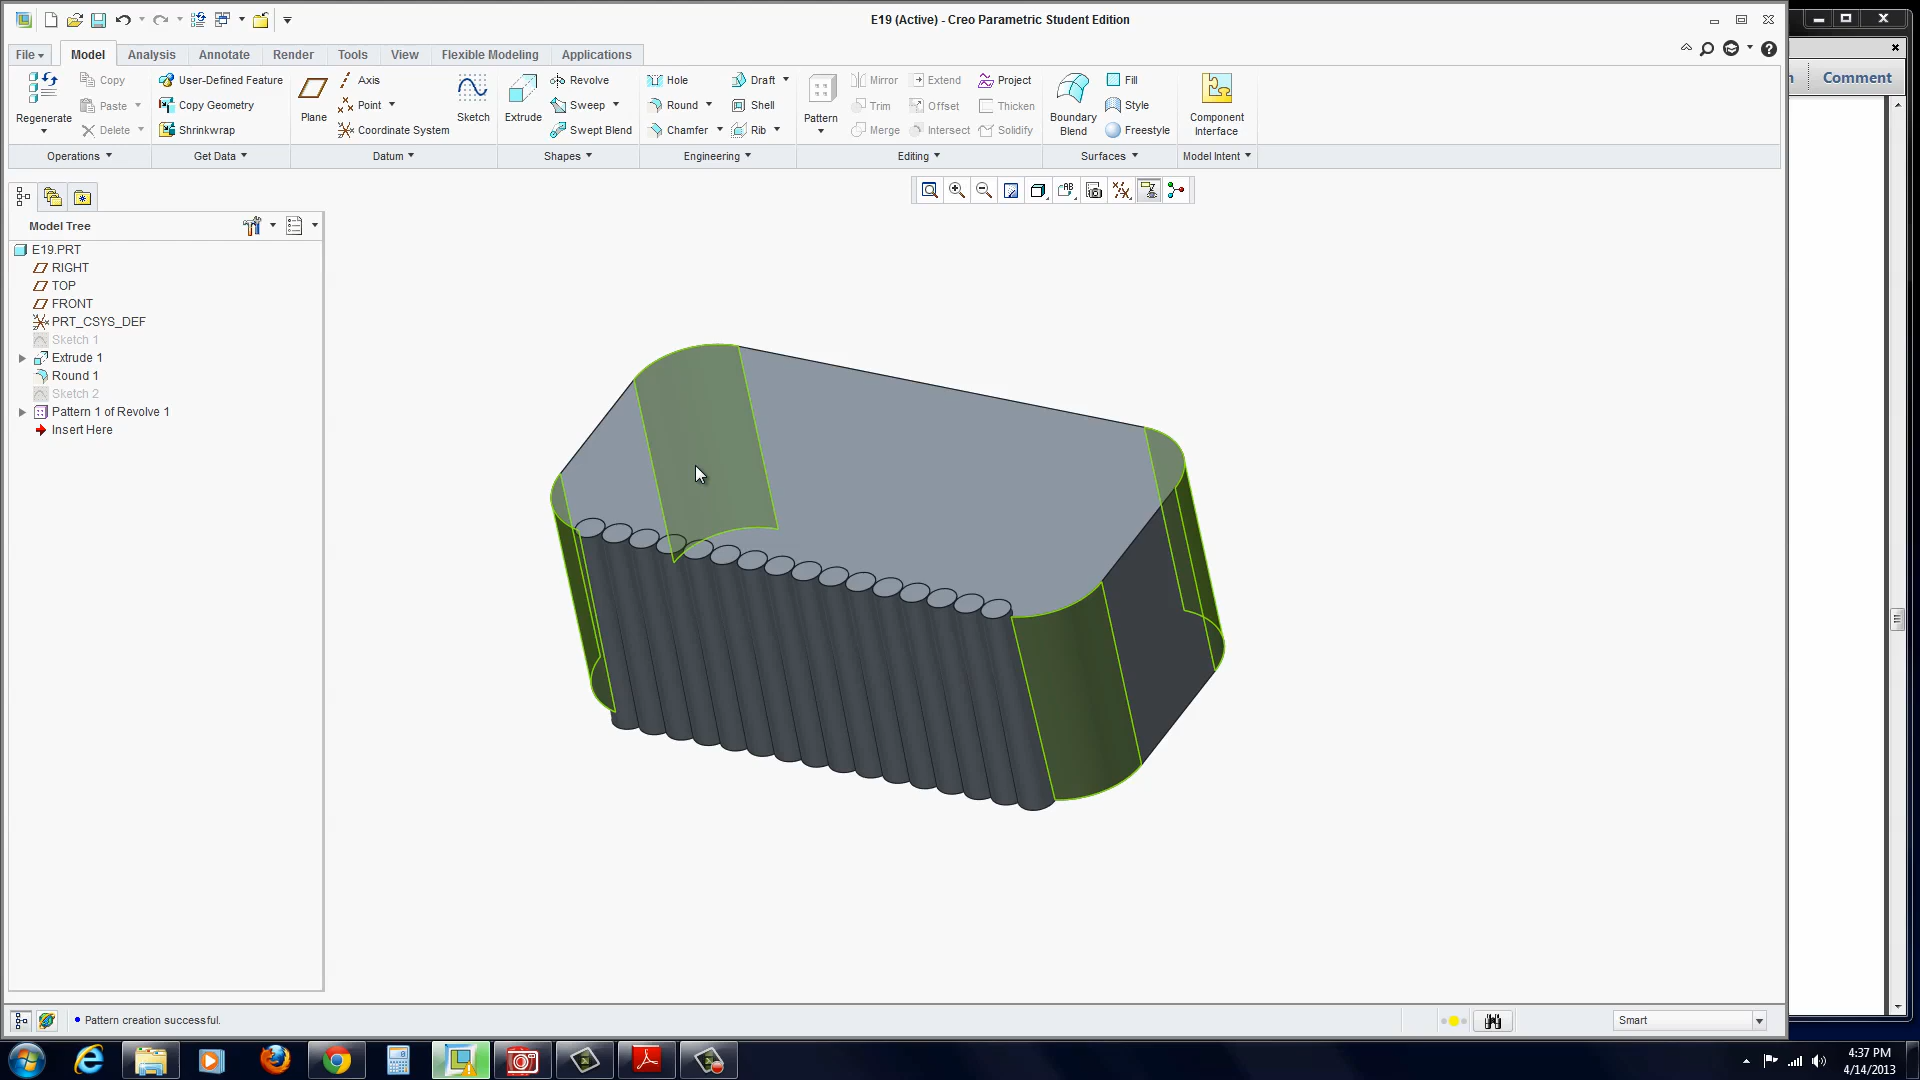 E19 (Active) - Creo Parametric Student Edition
File Model Analysis Annotate Render Tools View Flexible Modeling Applications
Comment
Regenerate
Copy
Paste
Delete
User-Defined Feature
Copy Geometry
Shrinkwrap
Plane
Axis
Point
Coordinate System
Sketch
Extrude
Revolve
Sweep
Swept Blend
Hole
Round
Chamfer
Draft
Shell
Rib
Pattern
Mirror
Trim
Merge
Extend
Offset
Intersect
Project
Thicken
Solidify
Boundary
Blend
Fill
Style
Freestyle
Component
Interface
Operations Get Data Datum Shapes Engineering Editing Surfaces Model Intent
Model Tree
E19.PRT
RIGHT
TOP
FRONT
PRT_CSYS_DEF
Sketch 1
Extrude 1
Round 1
Sketch 2
Pattern 1 of Revolve 1
Insert Here
Pattern creation successful.
Smart
4:37 PM
4/14/2013